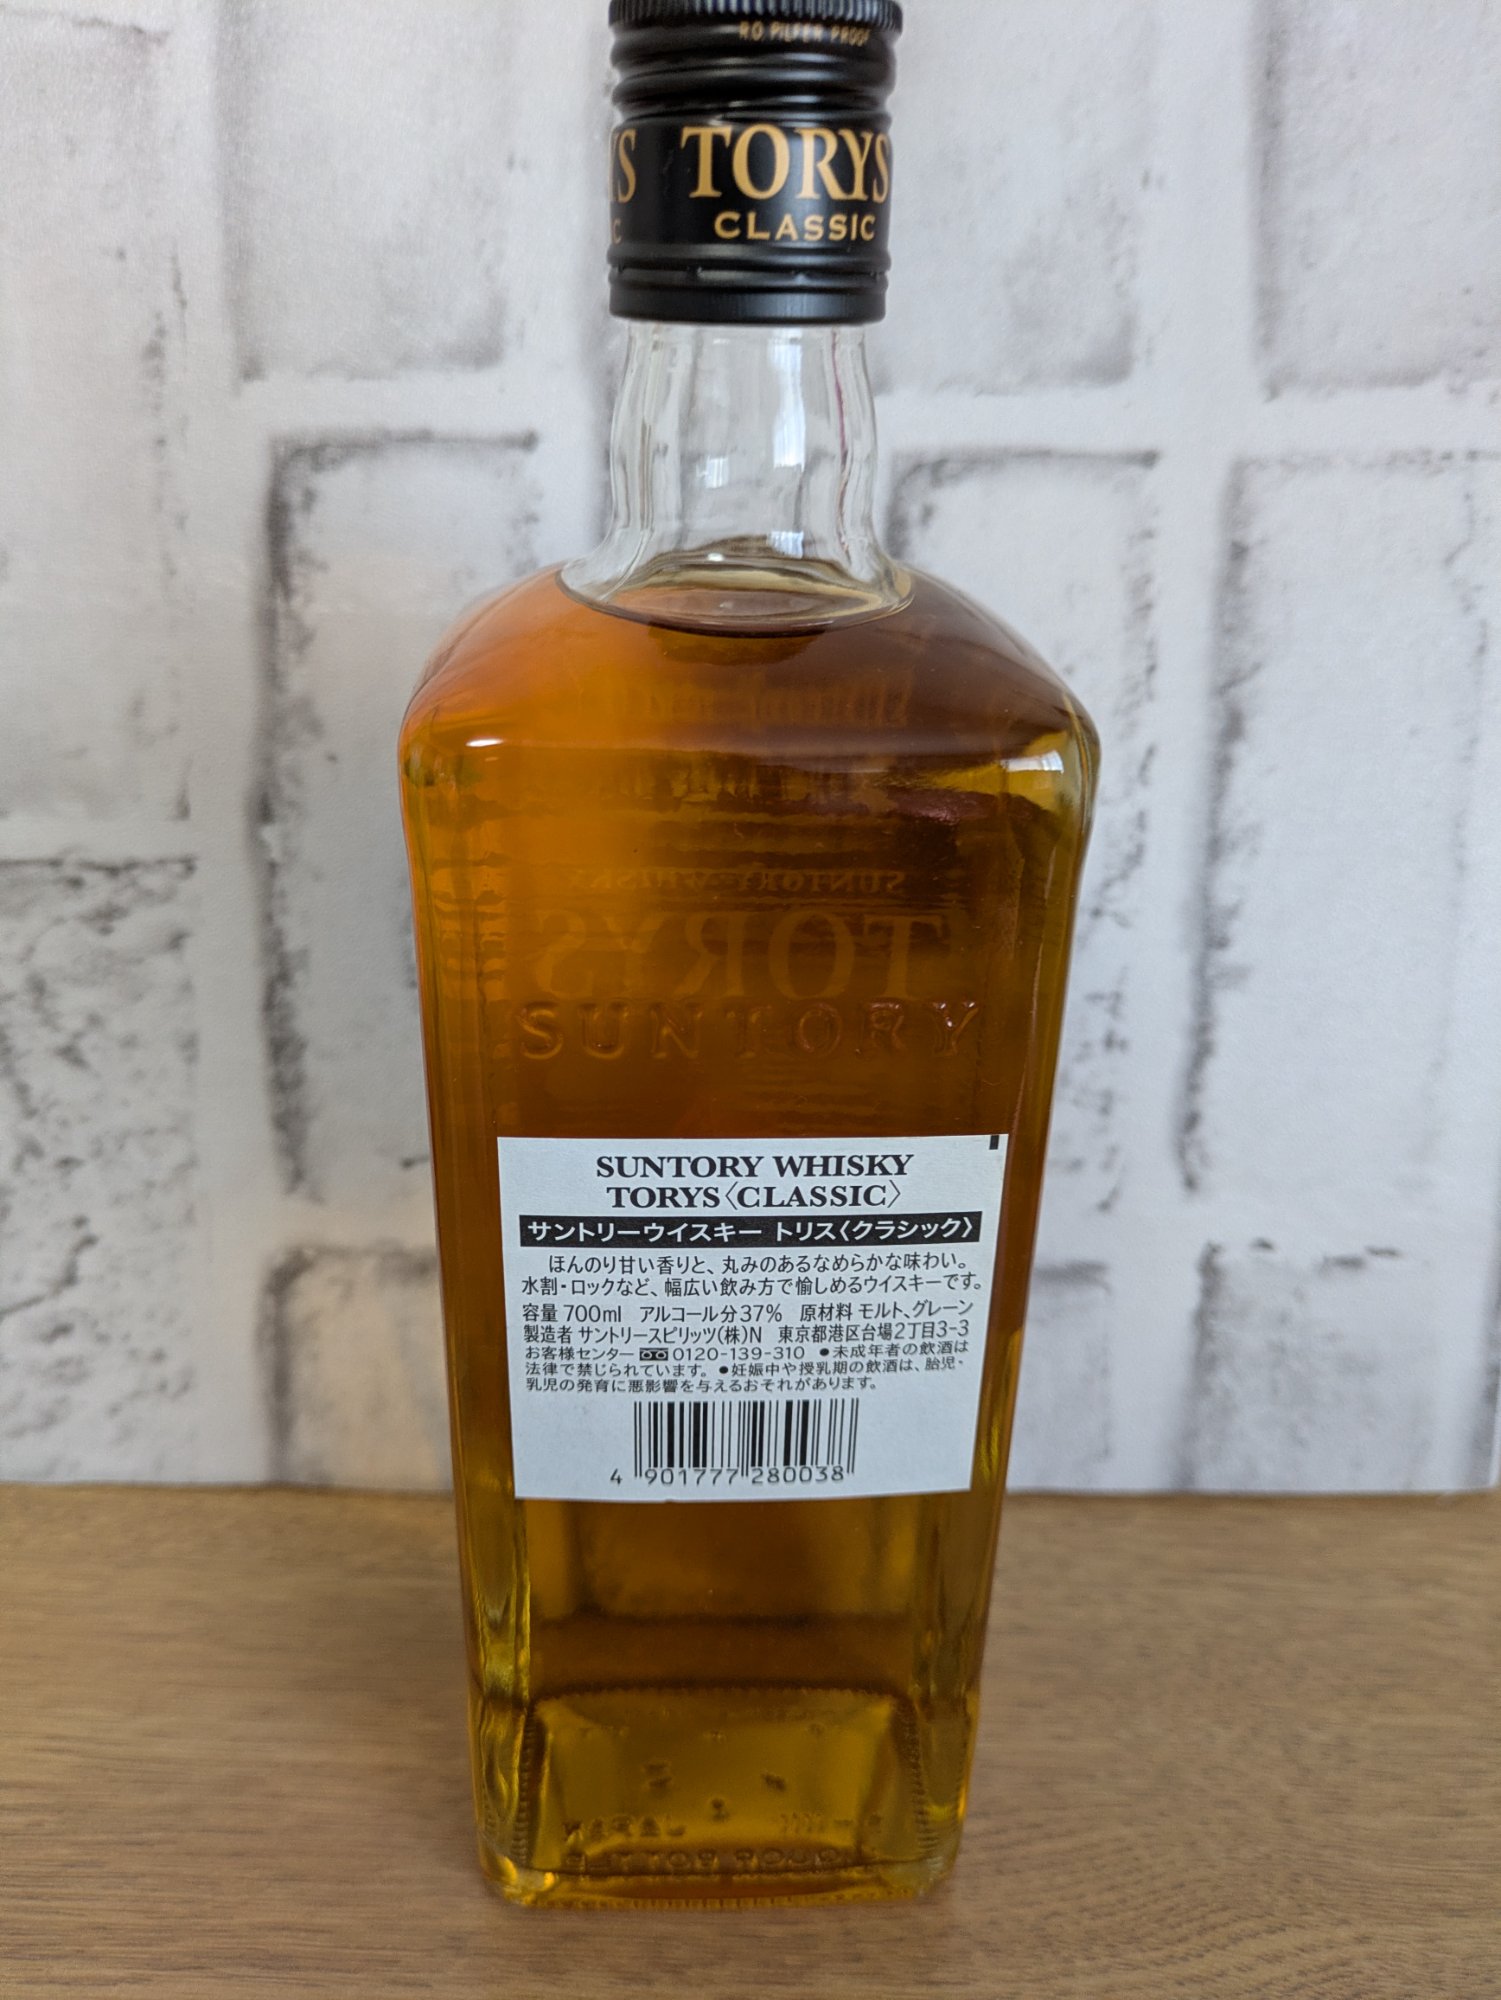 R.O PILFER PROOF
TORYS
CLASSIC
SUNTORY WHISKY
TORYS
SUNTORY
SUNTORY WHISKY
TORYS〈CLASSIC〉
サントリーウイスキー トリス〈クラシック〉
ほんのり甘い香りと、丸みのあるなめらかな味わい。
水割・ロックなど、幅広い飲み方で愉しめるウイスキーです。
容量 700ml アルコール分37% 原材料 モルト、グレーン
製造者 サントリースピリッツ(株)N 東京都港区台場2丁目3-3
お客様センター 0120-139-310 ●未成年者の飲酒は
法律で禁じられています。 ●妊娠中や授乳期の飲酒は、胎児・
乳児の発育に悪影響を与えるおそれがあります。
4 901777 280038
JAPAN